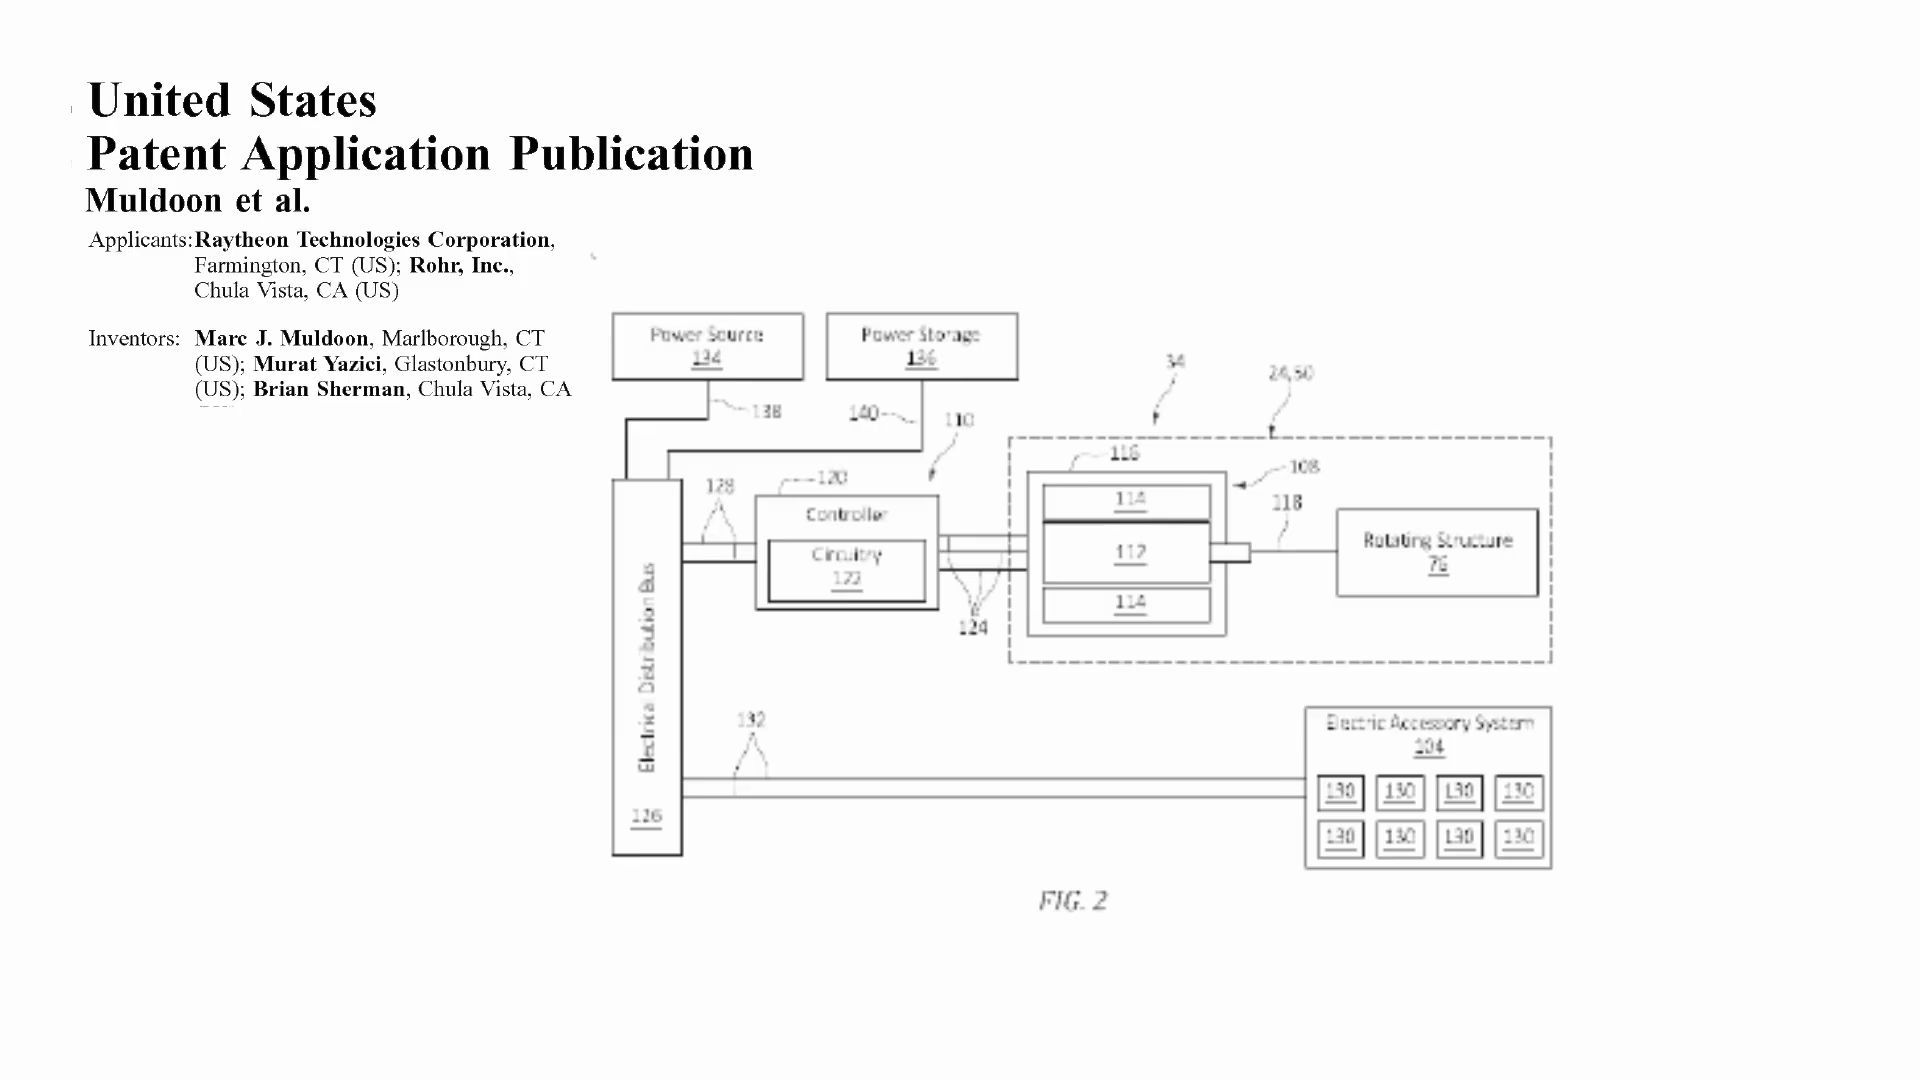 United States
Patent Application Publication
Muldoon et al.
Applicants: Raytheon Technologies Corporation,
Farmington, CT (US); Rohr, Inc.,
Chula Vista, CA (US)
Inventors: Marc J. Muldoon, Marlborough, CT
(US); Murat Yazici, Glastonbury, CT
(US); Brian Sherman, Chula Vista, CA
Power Source
134
Power Storage
136
138
140
110
34
24,50
116
108
118
128
120
Controller
Circuitry
122
114
112
114
124
Rotating Structure
76
Electrical Distribution Bus
126
132
Electric Accessory System
104
130 130 130 130
130 130 130 130
FIG. 2